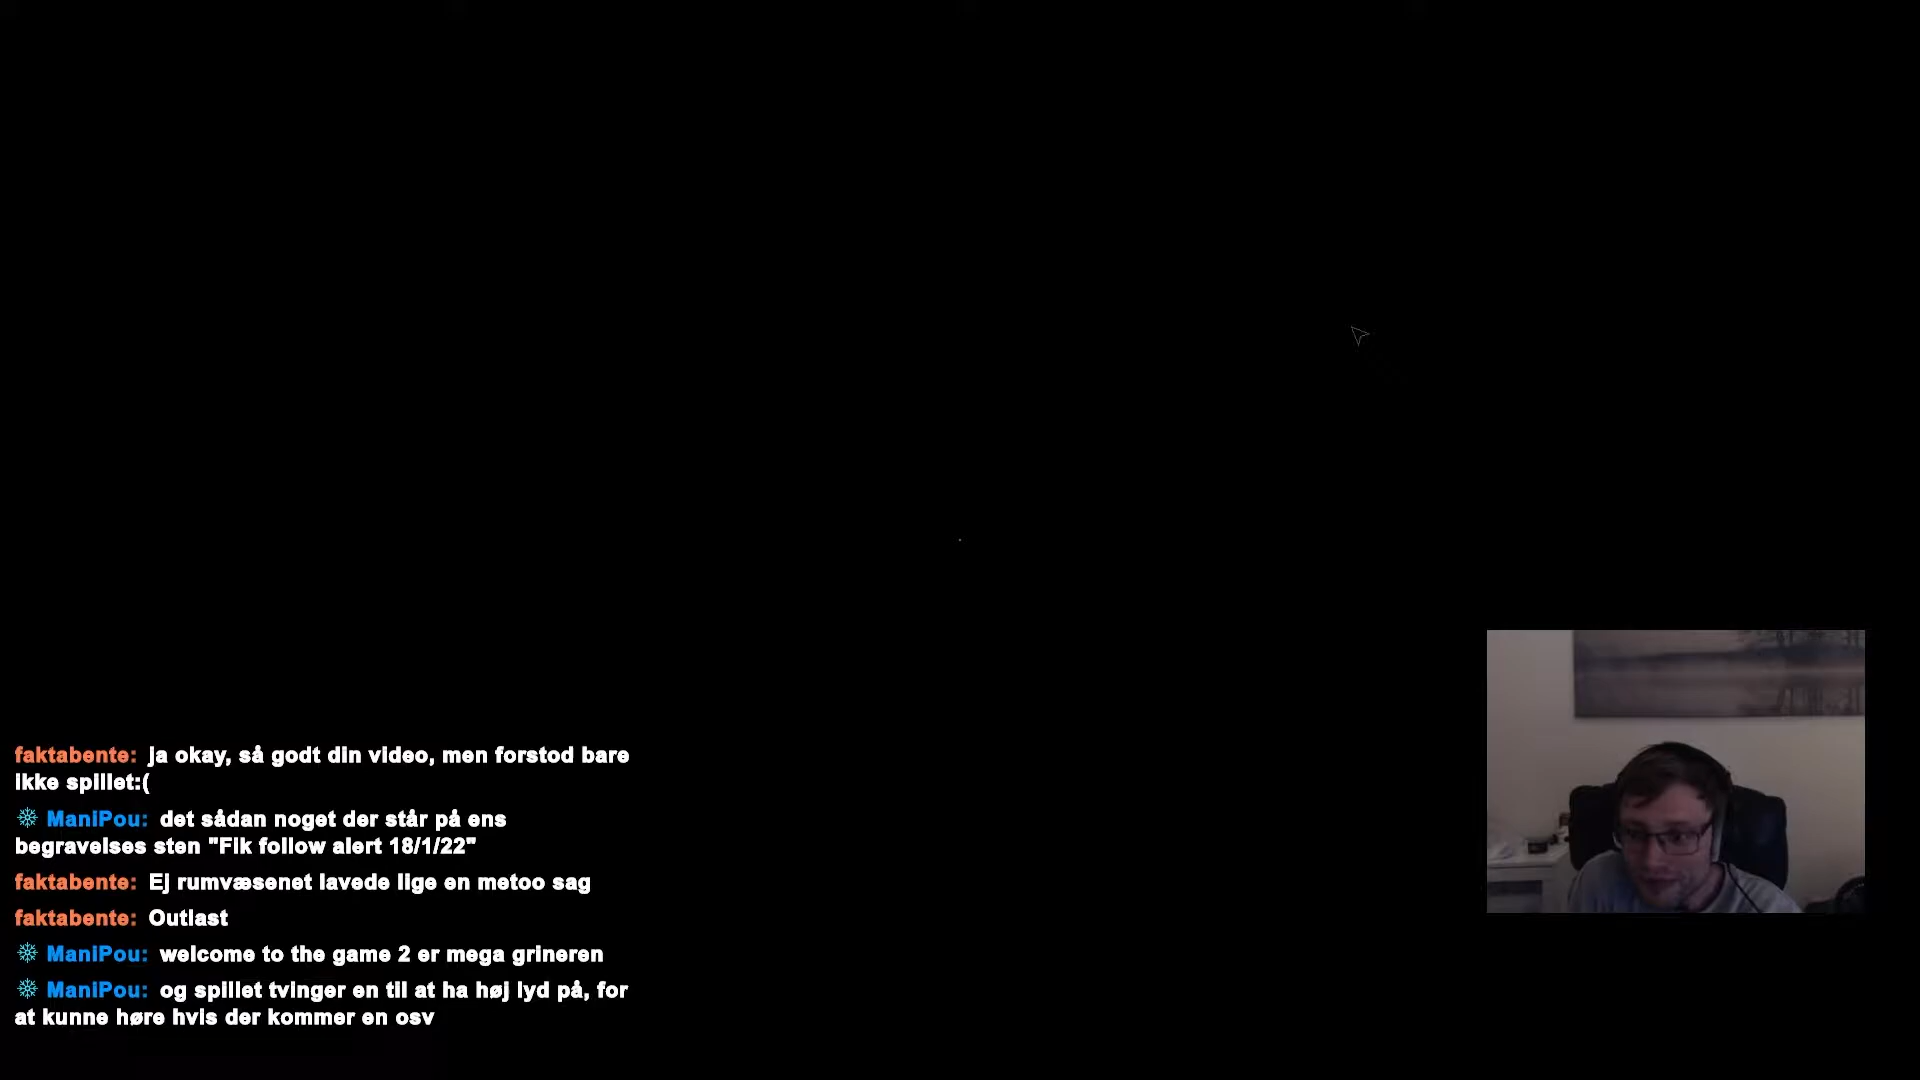 faktabente: ja okay, så godt din video, men forstod bare
ikke spillet:(
ManiPou: det sådan noget der står på ens
begravelses sten "Fik follow alert 18/1/22"
faktabente: Ej rumvæsenet lavede lige en metoo sag
faktabente: Outlast
ManiPou: welcome to the game 2 er mega grineren
ManiPou: og spillet tvinger en til at ha høj lyd på, for
at kunne høre hvis der kommer en osv